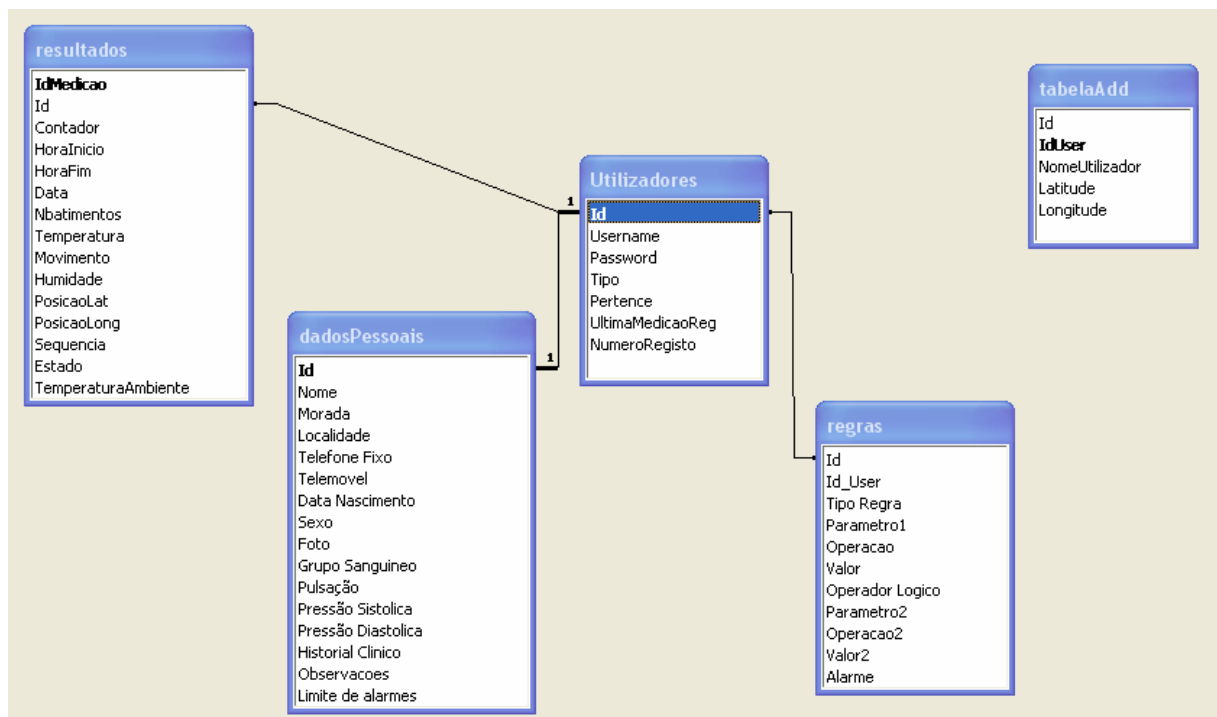 resultados
IdMedicao
Id
Contador
HoraInicio
HoraFim
Data
Nbatimentos
Temperatura
Movimento
Humidade
PosicaoLat
PosicaoLong
Sequencia
Estado
TemperaturaAmbiente
dadosPessoais
Id
Nome
Morada
Localidade
Telefone Fixo
Telemovel
Data Nascimento
Sexo
Foto
Grupo Sanguineo
Pulsação
Pressão Sistolica
Pressão Diastolica
Historial Clinico
Observacoes
Limite de alarmes
1
1
Utilizadores
Id
Username
Password
Tipo
Pertence
UltimaMedicaoReg
NumeroRegisto
regras
Id
Id_User
Tipo Regra
Parametro1
Operacao
Valor
Operador Logico
Parametro2
Operacao2
Valor2
Alarme
tabelaAdd
Id
IdUser
NomeUtilizador
Latitude
Longitude